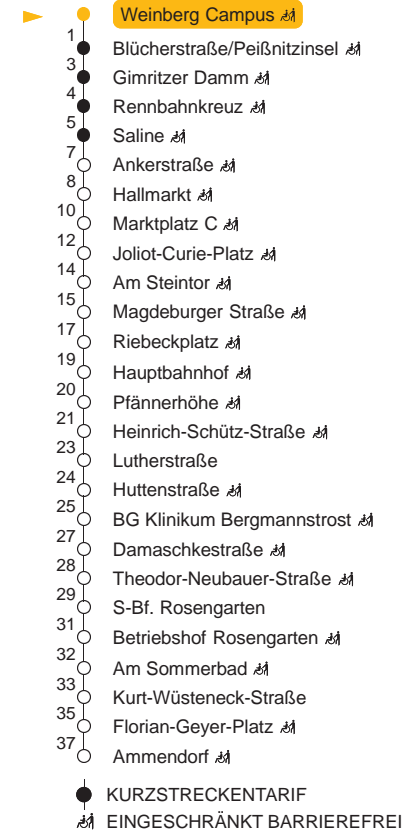 Weinberg Campus
1
Blücherstraße/Peißnitzinsel
3
Gimritzer Damm
4
Rennbahnkreuz
5
Saline
7
Ankerstraße
8
Hallmarkt
10
Marktplatz C
12
Joliot-Curie-Platz
14
Am Steintor
15
Magdeburger Straße
17
Riebeckplatz
19
Hauptbahnhof
20
Pfännerhöhe
21
Heinrich-Schütz-Straße
23
Lutherstraße
24
Huttenstraße
25
BG Klinikum Bergmannstrost
27
Damaschkestraße
28
Theodor-Neubauer-Straße
29
S-Bf. Rosengarten
31
Betriebshof Rosengarten
32
Am Sommerbad
33
Kurt-Wüsteneck-Straße
35
Florian-Geyer-Platz
37
Ammendorf
KURZSTRECKENTARIF
EINGESCHRÄNKT BARRIEREFREI